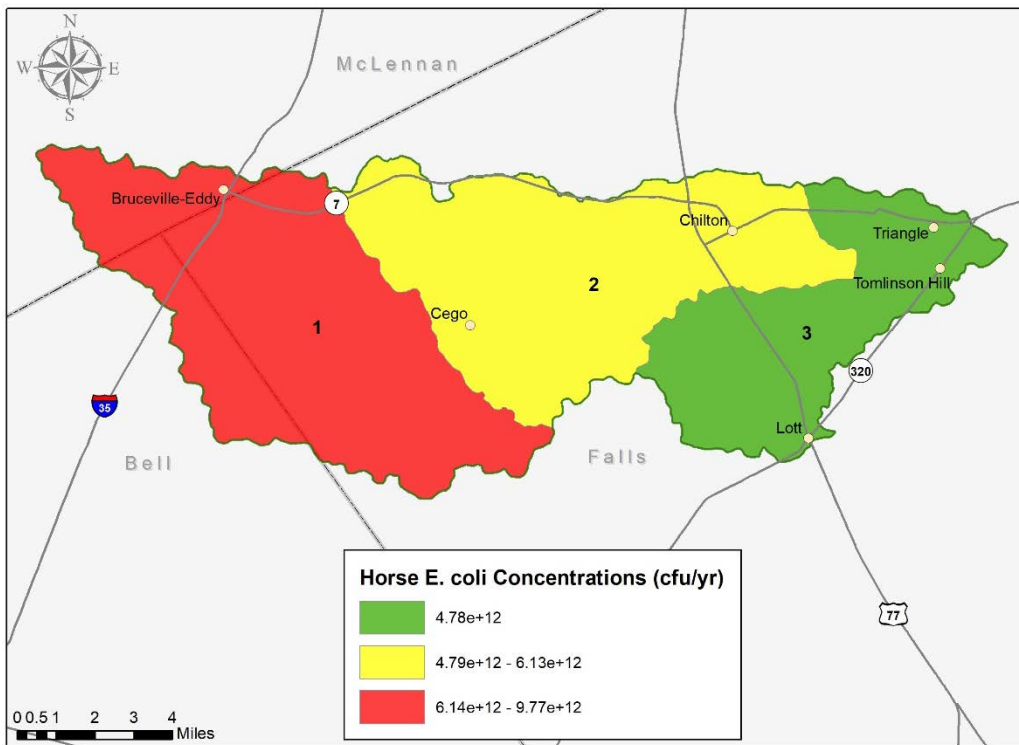 N
W E
S
McLennan
Bruceville-Eddy
7
Chilton
Triangle
Tomlinson Hill
2
Cego
1
3
320
35
Lott
Bell
Falls
Horse E. coli Concentrations (cfu/yr)
4.78e+12
4.79e+12 - 6.13e+12
6.14e+12 - 9.77e+12
77
0 0.5 1 2 3 4
Miles